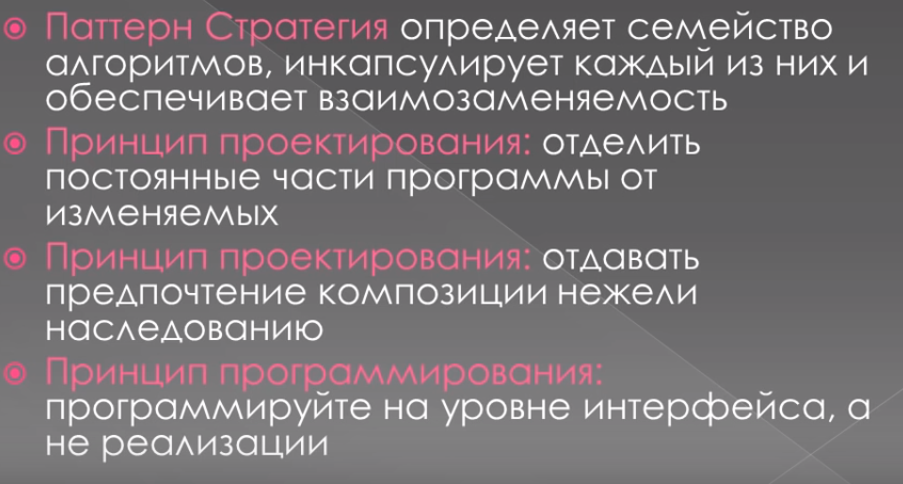 Паттерн Стратегия определяет семейство
алгоритмов, инкапсулирует каждый из них и
обеспечивает взаимозаменяемость
Принцип проектирования: отделить
постоянные части программы от
изменяемых
Принцип проектирования: отдавать
предпочтение композиции нежели
наследованию
Принцип программирования:
программируйте на уровне интерфейса, а
не реализации